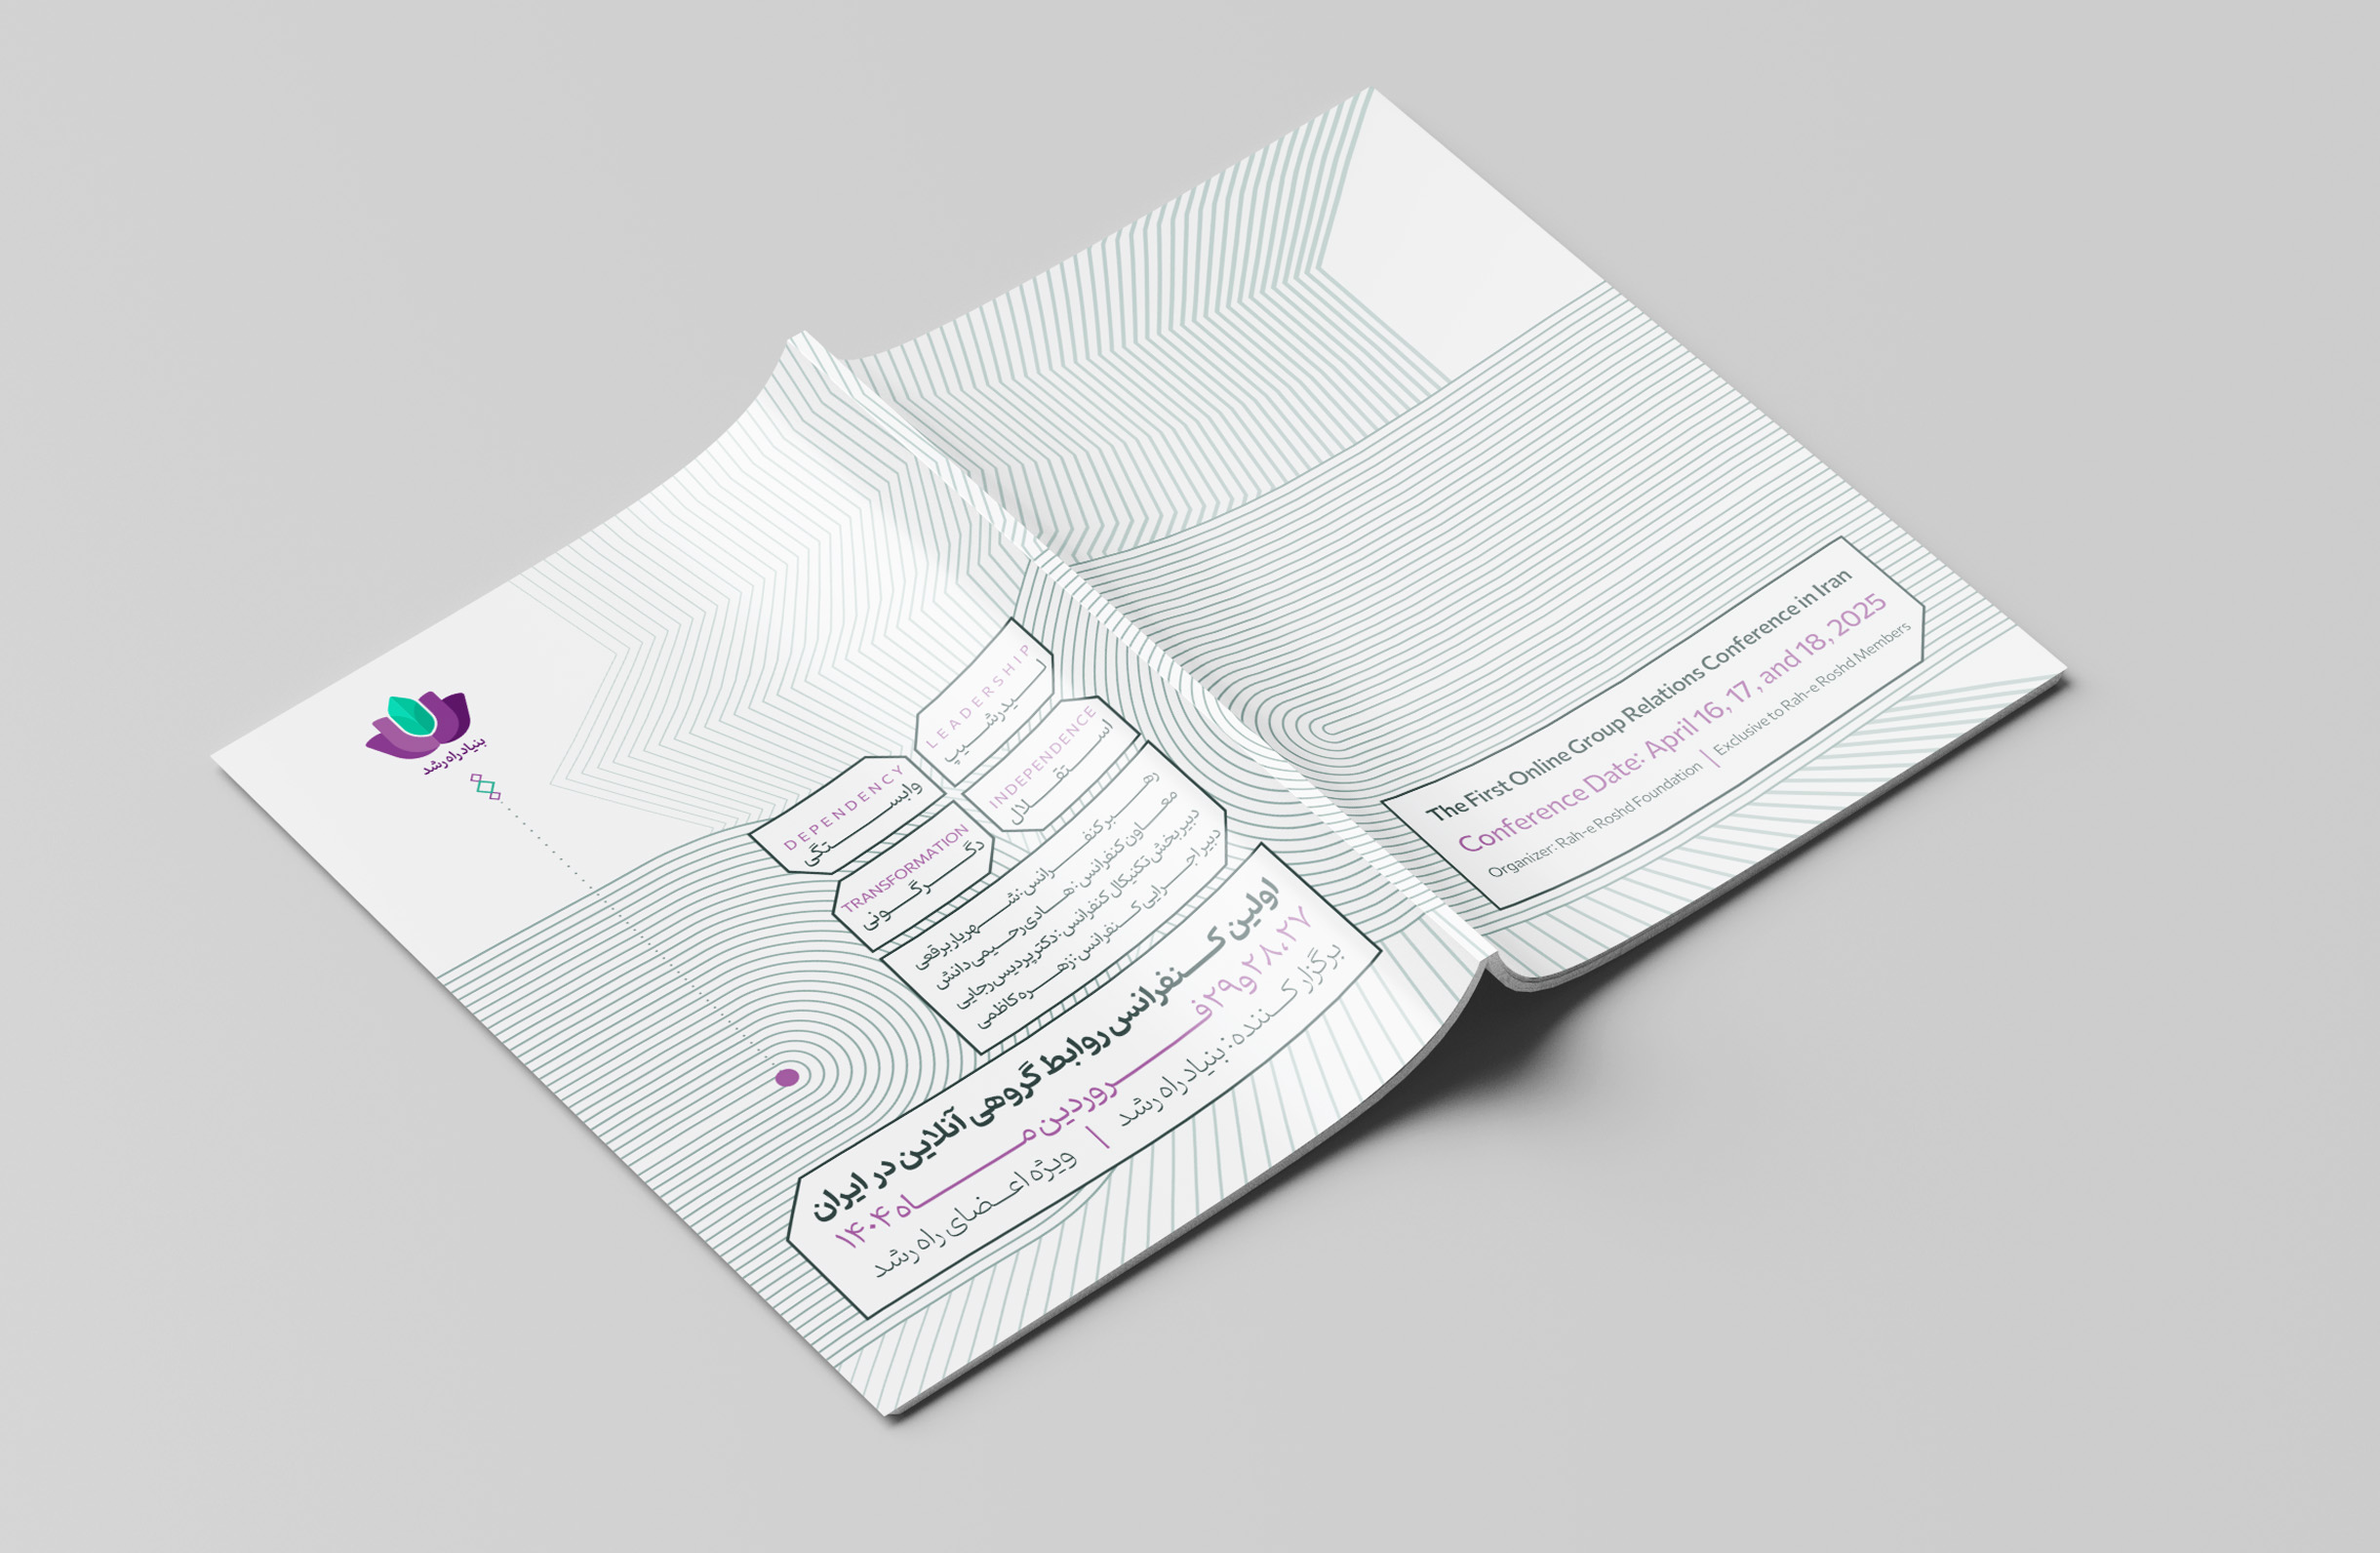 بنیاد راه رشد
LEADERSHIP
لیدرشیپ
INDEPENDENCE
استقلال
DEPENDENCY
وابستگی
TRANSFORMATION
دگرگونی
رهبر کنفرانس: شهریار برقعی
معاون کنفرانس: هادی رحیمی دانش
دبیر بخش تکنیکال کنفرانس: دکتر پردیس رجایی
دبیر اجرایی کنفرانس: زهره کاظمی
اولین کنفرانس روابط گروهی آنلاین در ایران
۲۷، ۲۸ و ۲۹ فروردین ماه ۱۴۰۴
برگزار کننده: بنیاد راه رشد | ویژه اعضای راه رشد
The First Online Group Relations Conference in Iran
Conference Date: April 16, 17, and 18, 2025
Organizer: Rah-e Roshd Foundation | Exclusive to Rah-e Roshd Members